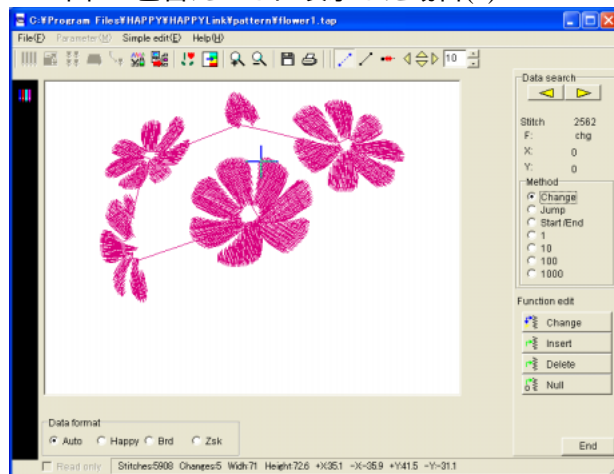 C:¥Program Files¥HAPPY¥HAPPYLink¥pattern¥flower1.tap
File(F) Parameter(M) Simple edit(E) Help(H)
10
Data search
Stitch 2562
F: chg
X: 0
Y: 0
Method
Change
Jump
Start/End
1
10
100
1000
Function edit
Change
Insert
Delete
Null
Data format
Auto Happy Brd Zsk
End
Read only Stitches:5908 Changes:5 Width:71 Height:72.6 +X:35.1 -X:-35.9 +Y:41.5 -Y:-31.1